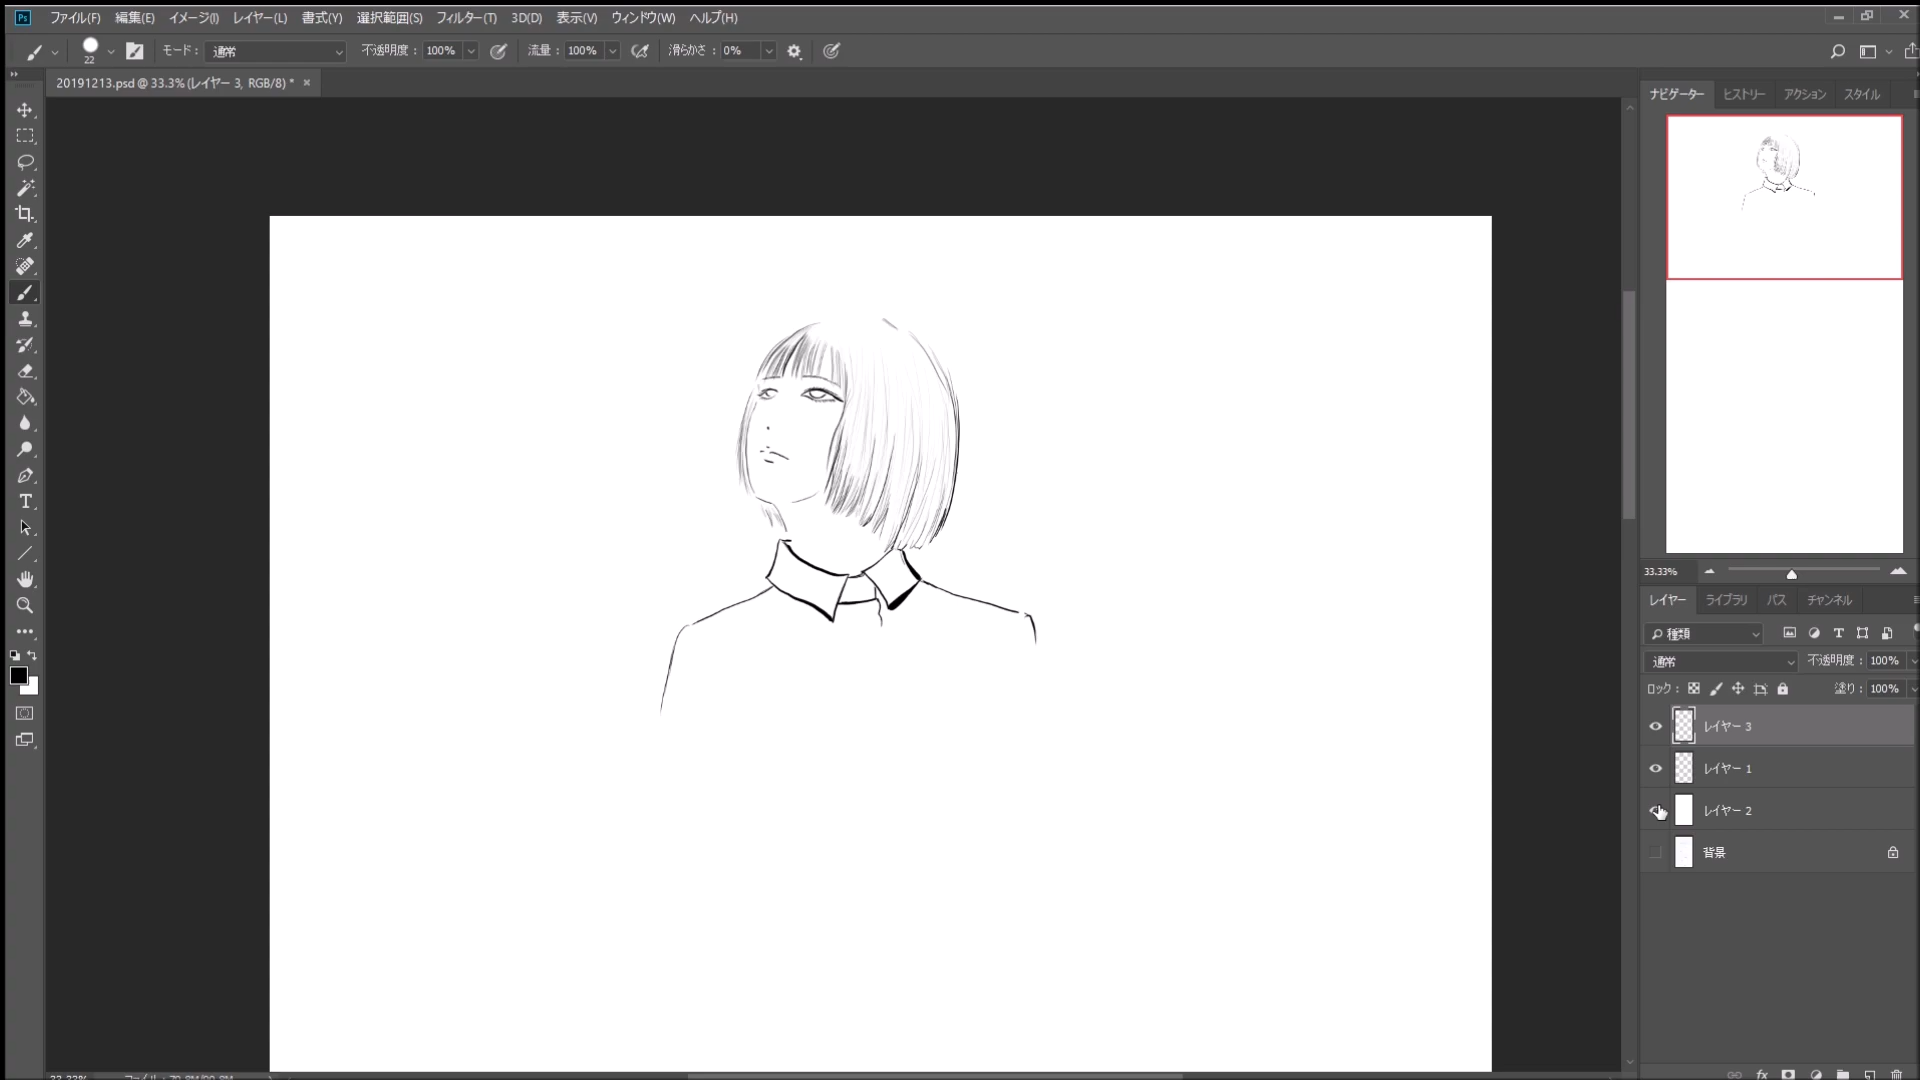 Ps ファイル(F) 編集(E) イメージ(I) レイヤー(L) 書式(Y) 選択範囲(S) フィルター(T) 3D(D) 表示(V) ウィンドウ(W) ヘルプ(H)
22 モード : 通常 不透明度 : 100% 流量 : 100% 滑らかさ : 0%
20191213.psd @ 33.3% (レイヤー 3, RGB/8) *
ナビゲーター ヒストリー アクション スタイル
33.33%
レイヤー ライブラリ パス チャンネル
種類
通常 不透明度 : 100%
ロック : 塗り : 100%
レイヤー 3
レイヤー 1
レイヤー 2
背景